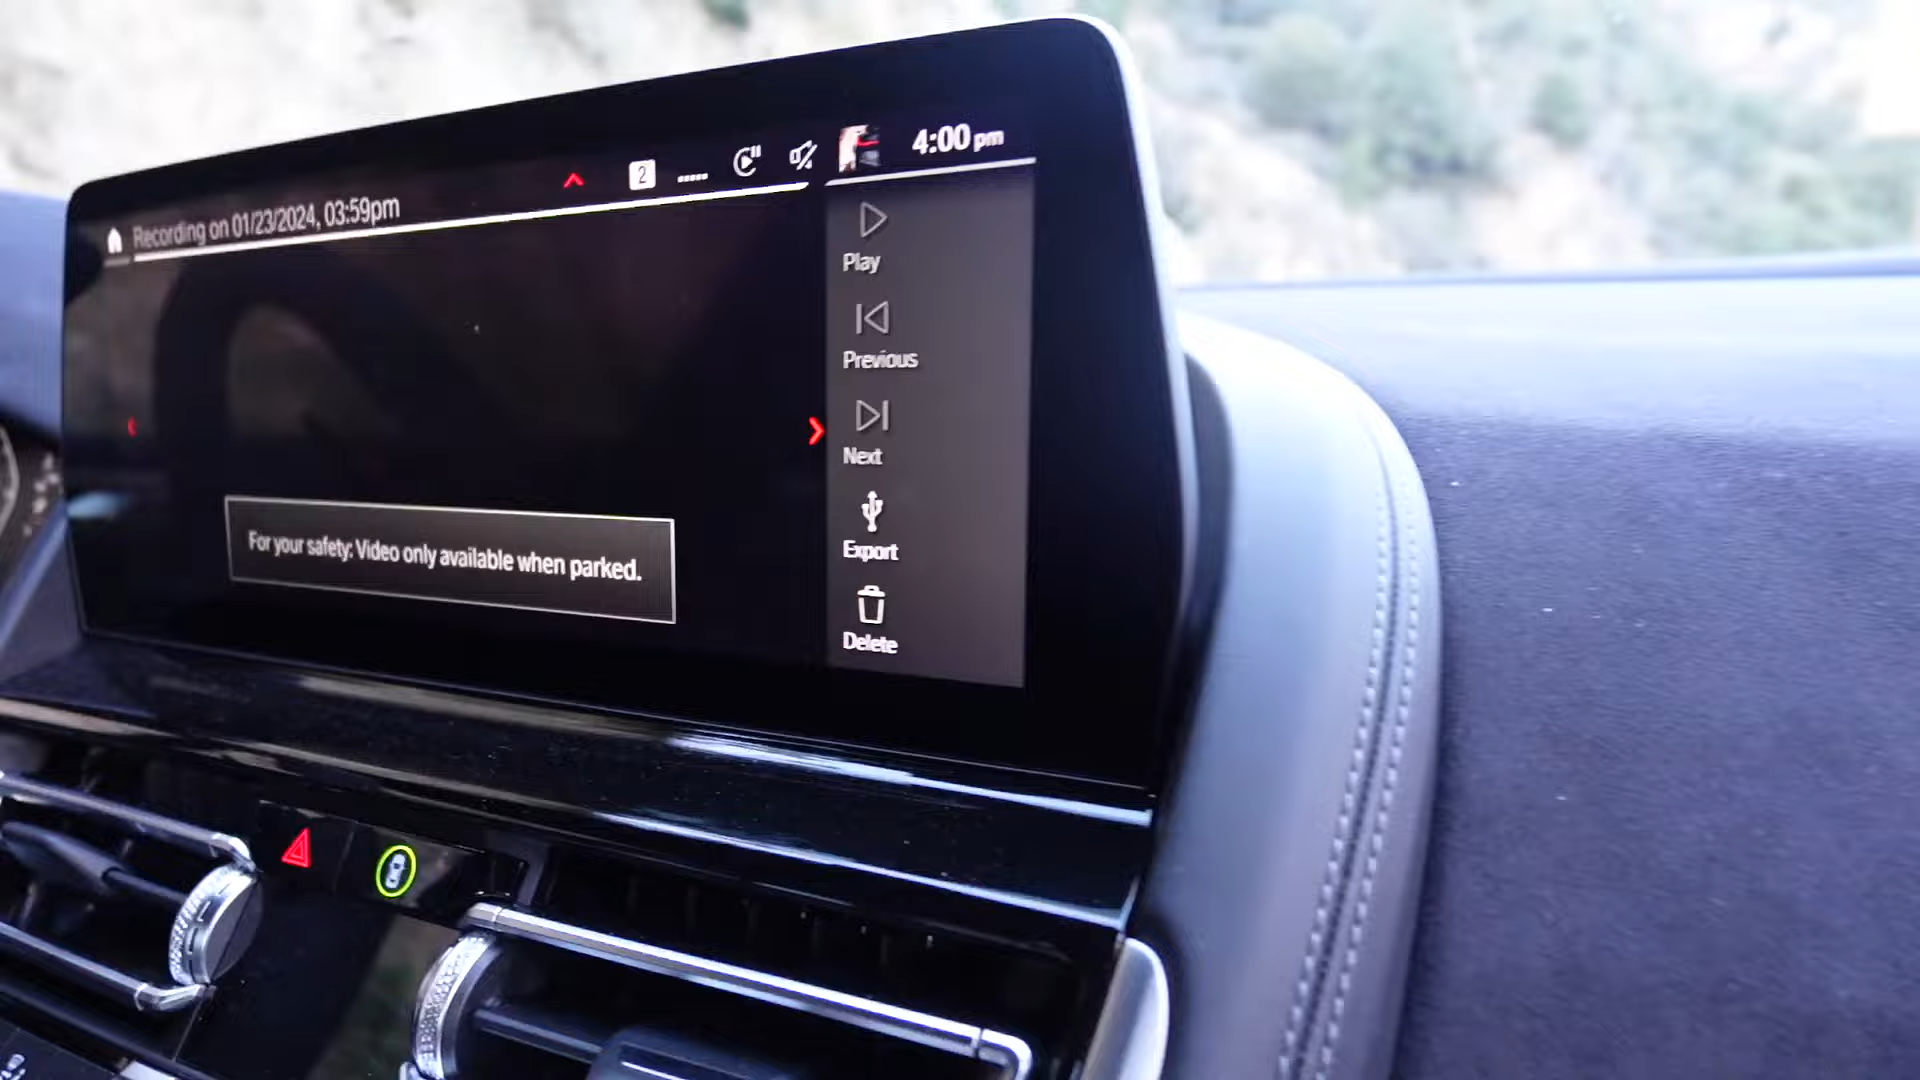 Recording on 01/23/2024, 03:59pm
2
4:00 pm
Play
Previous
Next
Export
Delete
For your safety: Video only available when parked.